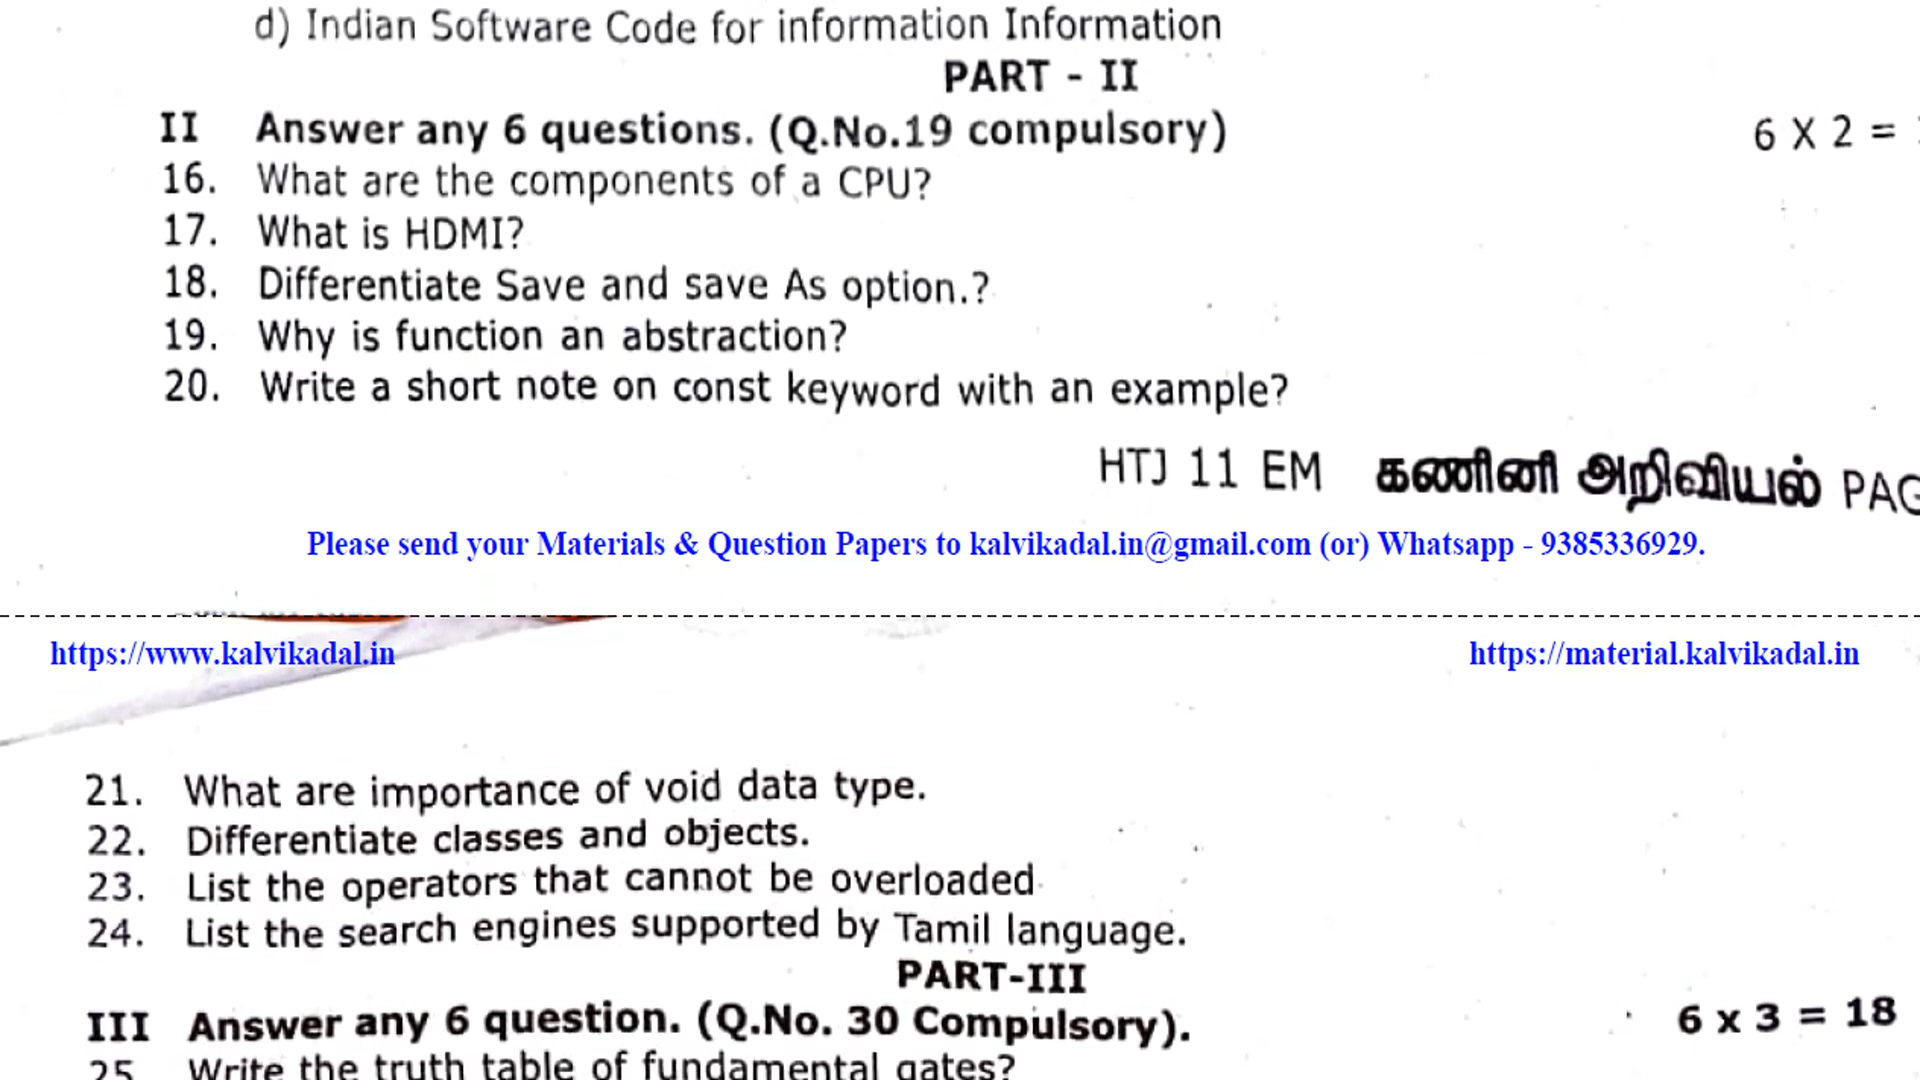 d) Indian Software Code for information Information
PART - II
II Answer any 6 questions. (Q.No.19 compulsory) 6 X 2 =
16. What are the components of a CPU?
17. What is HDMI?
18. Differentiate Save and save As option.?
19. Why is function an abstraction?
20. Write a short note on const keyword with an example?
HTJ 11 EM கணினி அறிவியல் PAG
Please send your Materials & Question Papers to kalvikadal.in@gmail.com (or) Whatsapp - 9385336929.
https://www.kalvikadal.in https://material.kalvikadal.in
21. What are importance of void data type.
22. Differentiate classes and objects.
23. List the operators that cannot be overloaded
24. List the search engines supported by Tamil language.
PART-III
III Answer any 6 question. (Q.No. 30 Compulsory). 6 x 3 = 18
25 Write the truth table of fundamental gates?